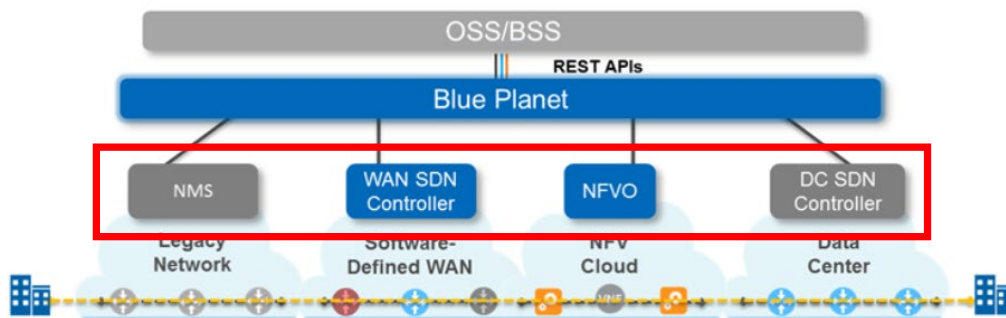 OSS/BSS
REST APIs
Blue Planet
NMS
WAN SDN
Controller
NFVO
DC SDN
Controller
Legacy
Network
Software-
Defined WAN
NFV
Cloud
Data
Center
VNF